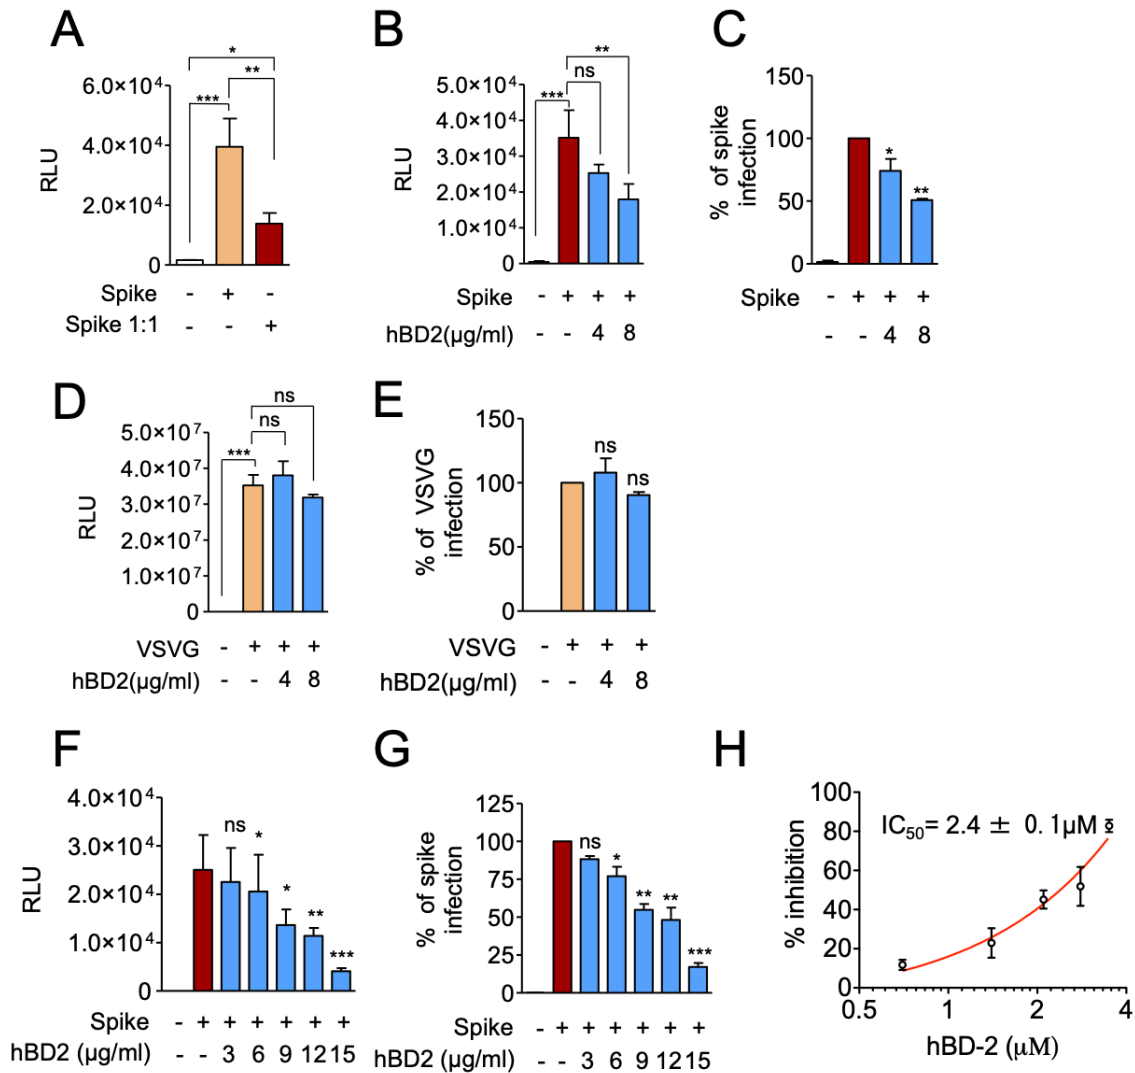 A
B
C
*
**
***
6.0×10⁴
4.0×10⁴
2.0×10⁴
0
RLU
Spike - + -
Spike 1:1 - - +
**
ns
***
5.0×10⁴
4.0×10⁴
3.0×10⁴
2.0×10⁴
1.0×10⁴
0
RLU
Spike - + + +
hBD2(μg/ml) - - 4 8
150
100
50
0
% of spike
infection
*
**
Spike - + + +
- - 4 8
D
E
ns
ns
***
5.0×10⁷
4.0×10⁷
3.0×10⁷
2.0×10⁷
1.0×10⁷
0
RLU
VSVG - + + +
hBD2(μg/ml) - - 4 8
150
100
50
0
% of VSVG
infection
ns
ns
VSVG - + + +
hBD2(μg/ml) - - 4 8
F
G
H
4.0×10⁴
3.0×10⁴
2.0×10⁴
1.0×10⁴
0
RLU
ns
*
*
**
***
Spike - + + + + + +
hBD2 (μg/ml) - - 3 6 9 12 15
125
100
75
50
25
0
% of spike
infection
ns
*
**
**
***
Spike - + + + + + +
hBD2 (μg/ml) - - 3 6 9 12 15
100
80
60
40
20
0
% inhibition
IC₅₀= 2.4 ± 0.1μM
0.5 1 2 4
hBD-2 (μM)